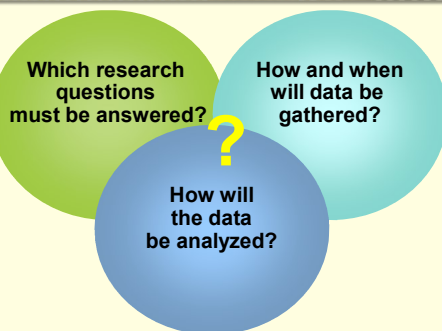 Which research
questions
must be answered?
How and when
will data be
gathered?
?
How will
the data
be analyzed?